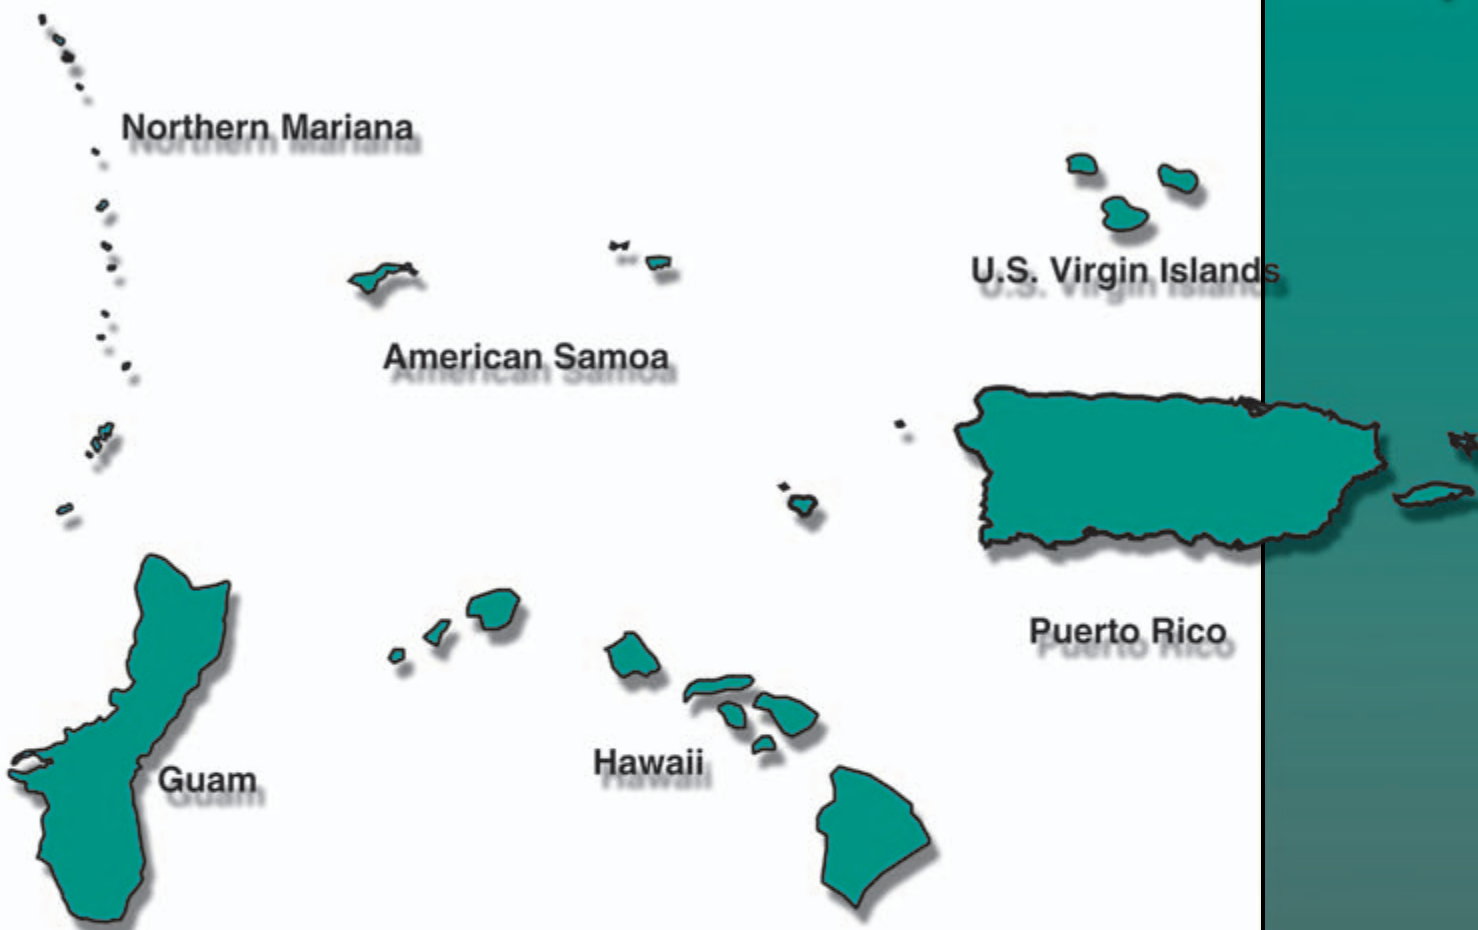 Northern Mariana
U.S. Virgin Islands
American Samoa
Puerto Rico
Hawaii
Guam